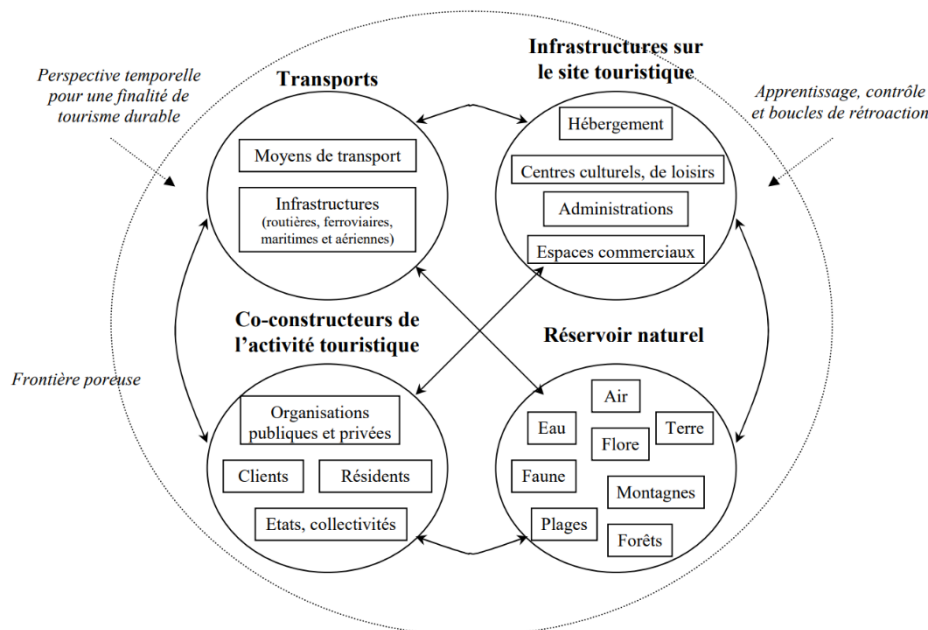 Perspective temporelle
pour une finalité de
tourisme durable
Transports
Infrastructures sur
le site touristique
Apprentissage, contrôle
et boucles de rétroaction
Moyens de transport
Infrastructures
(routières, ferroviaires,
maritimes et aériennes)
Hébergement
Centres culturels, de loisirs
Administrations
Espaces commerciaux
Frontière poreuse
Co-constructeurs de
l’activité touristique
Organisations
publiques et privées
Clients
Résidents
Etats, collectivités
Réservoir naturel
Air
Eau
Terre
Flore
Faune
Montagnes
Plages
Forêts